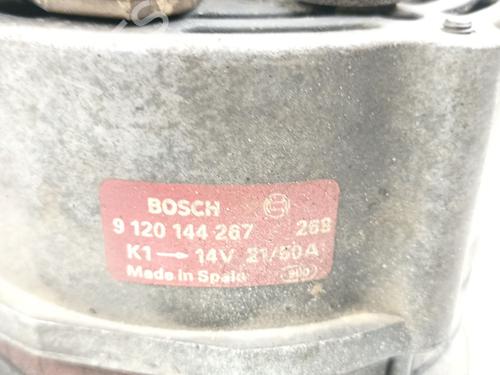 BOSCH
9 120 144 267 268
K1 → 14V 21/50A
Made in Spain